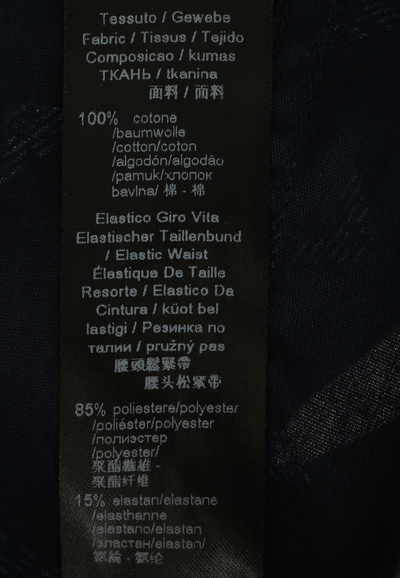 Tessuto / Gewebe
Fabric / Tissus / Tejido
Composicao / kumas
ТКАНЬ / tkanina
面料 / 面料
100% cotone
/baumwolle
/cotton/coton
/algodón/algodão
/pamuk/хлопок
bavlna/ 棉 - 棉
Elastico Giro Vita
Elastischer Taillenbund
/ Elastic Waist
Élastique De Taille
Resorte / Elastico Da
Cintura / küot bel
lastigi / Резинка по
талии / pružný pas
腰頭鬆緊帶
腰头松紧带
85% poliestere/polyester
/poliéster/polyester
/полиэстер
/polyester/
聚酯纖維 -
聚酯纤维
15% elastan/elastane
/elasthanne
/elastano/elastan
/эластан/elastan/